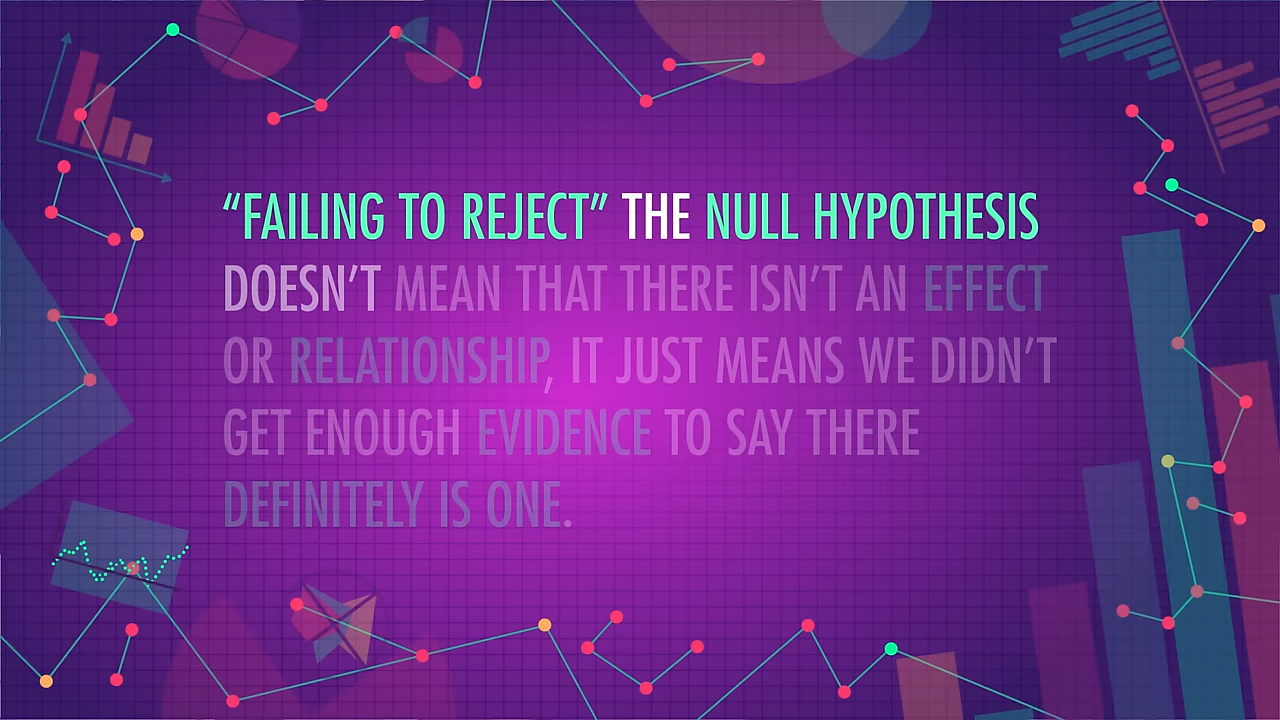 “FAILING TO REJECT” THE NULL HYPOTHESIS
DOESN’T MEAN THAT THERE ISN’T AN EFFECT
OR RELATIONSHIP, IT JUST MEANS WE DIDN’T
GET ENOUGH EVIDENCE TO SAY THERE
DEFINITELY IS ONE.